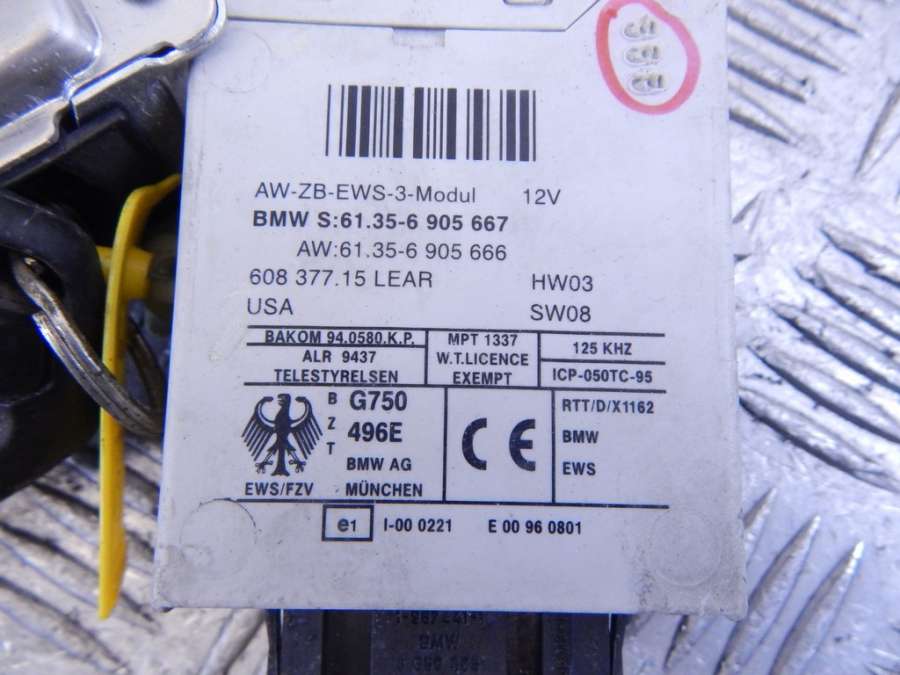 AW-ZB-EWS-3-Modul 12V
BMW S:61.35-6 905 667
AW:61.35-6 905 666
608 377.15 LEAR HW03
USA SW08
BAKOM 94.0580.K.P.
ALR 9437
TELESTYRELSEN
MPT 1337
W.T.LICENCE
EXEMPT
125 KHZ
ICP-050TC-95
EWS/FZV
BZT
G750
496E
BMW AG
MÜNCHEN
CE
RTT/D/X1162
BMW
EWS
e1 I-00 0221 E 00 96 0801
BMW